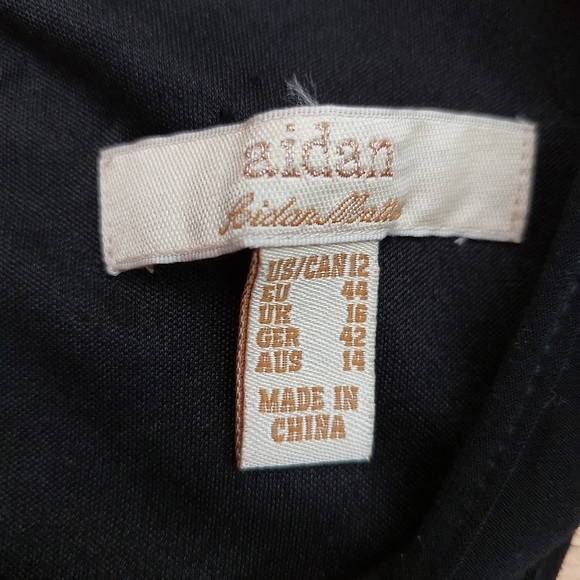 aidan
Aidan Mattox
US/CAN 12
EU 44
UK 16
GER 42
AUS 14
MADE IN
CHINA